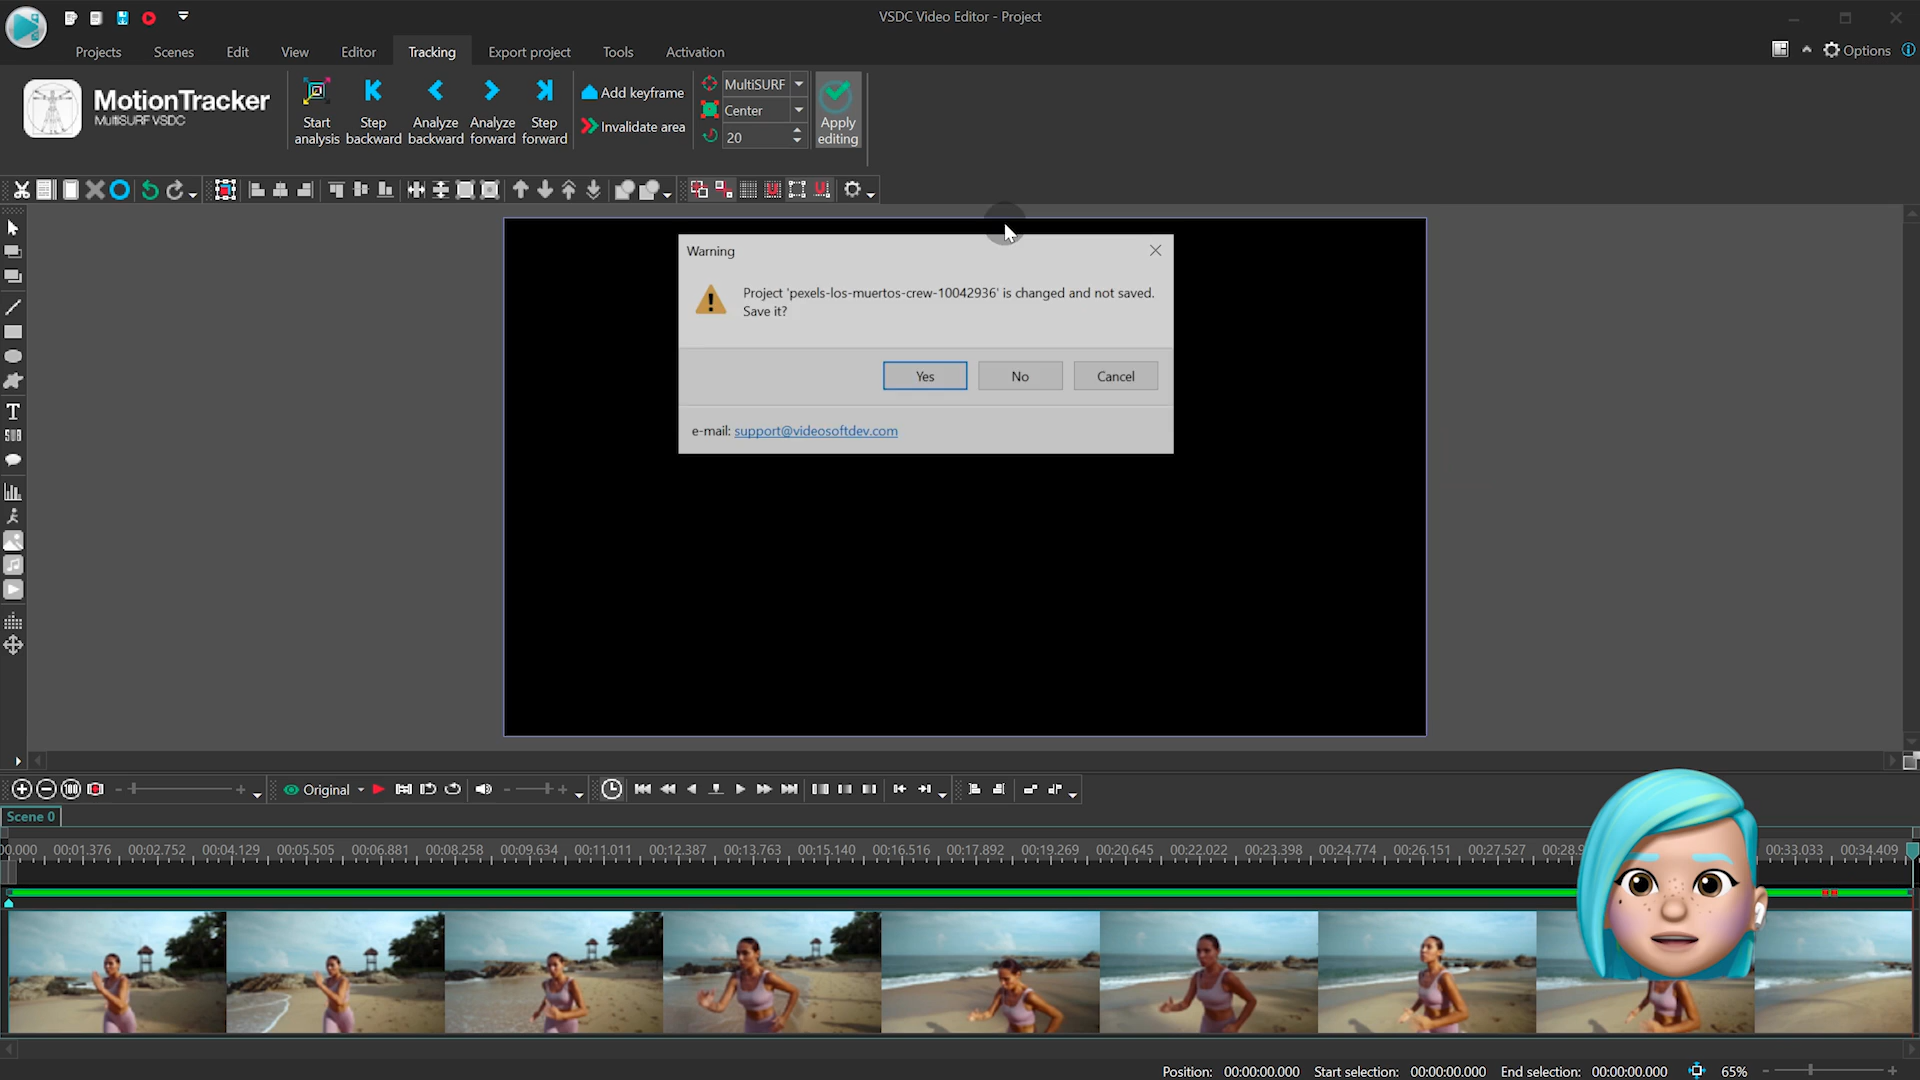 VSDC Video Editor - Project
Projects
Scenes
Edit
View
Editor
Tracking
Export project
Tools
Activation
Options
MotionTracker
MultiSURF VSDC
Start analysis
Step backward
Analyze backward
Analyze forward
Step forward
Add keyframe
Invalidate area
MultiSURF
Center
20
Apply editing
Warning
Project 'pexels-los-muertos-crew-10042936' is changed and not saved.
Save it?
Yes
No
Cancel
e-mail: support@videosoftdev.com
Original
Scene 0
00:01.376 00:02.752 00:04.129 00:05.505 00:06.881 00:08.258 00:09.634 00:11.011 00:12.387 00:13.763 00:15.140 00:16.516 00:17.892 00:19.269 00:20.645 00:22.022 00:23.398 00:24.774 00:26.151 00:27.527 00:33.033 00:34.409
Position: 00:00:00.000 Start selection: 00:00:00.000 End selection: 00:00:00.000 65%